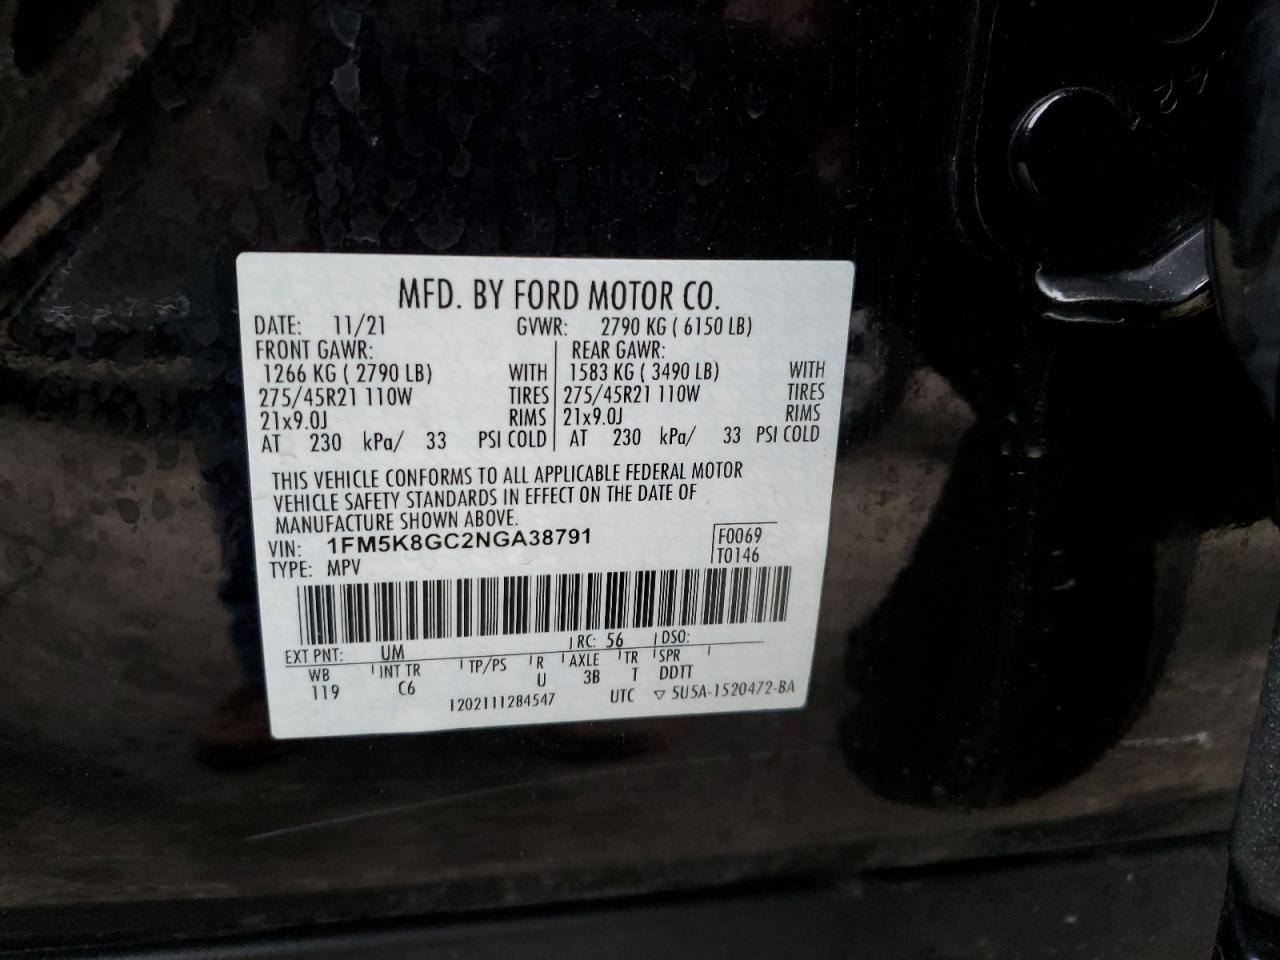 MFD. BY FORD MOTOR CO.
DATE: 11/21 GVWR: 2790 KG ( 6150 LB)
FRONT GAWR: REAR GAWR:
1266 KG ( 2790 LB) WITH 1583 KG ( 3490 LB) WITH
275/45R21 110W TIRES 275/45R21 110W TIRES
21x9.0J RIMS 21x9.0J RIMS
AT 230 kPa/ 33 PSI COLD AT 230 kPa/ 33 PSI COLD
THIS VEHICLE CONFORMS TO ALL APPLICABLE FEDERAL MOTOR
VEHICLE SAFETY STANDARDS IN EFFECT ON THE DATE OF
MANUFACTURE SHOWN ABOVE.
VIN: 1FM5K8GC2NGA38791 F0069
TYPE: MPV T0146
EXT PNT: UM RC: 56 DSO:
WB INT TR TP/PS R AXLE TR SPR
119 C6 U 3B T DDTT
1202111284547 UTC ▽ 5U5A-1520472-BA